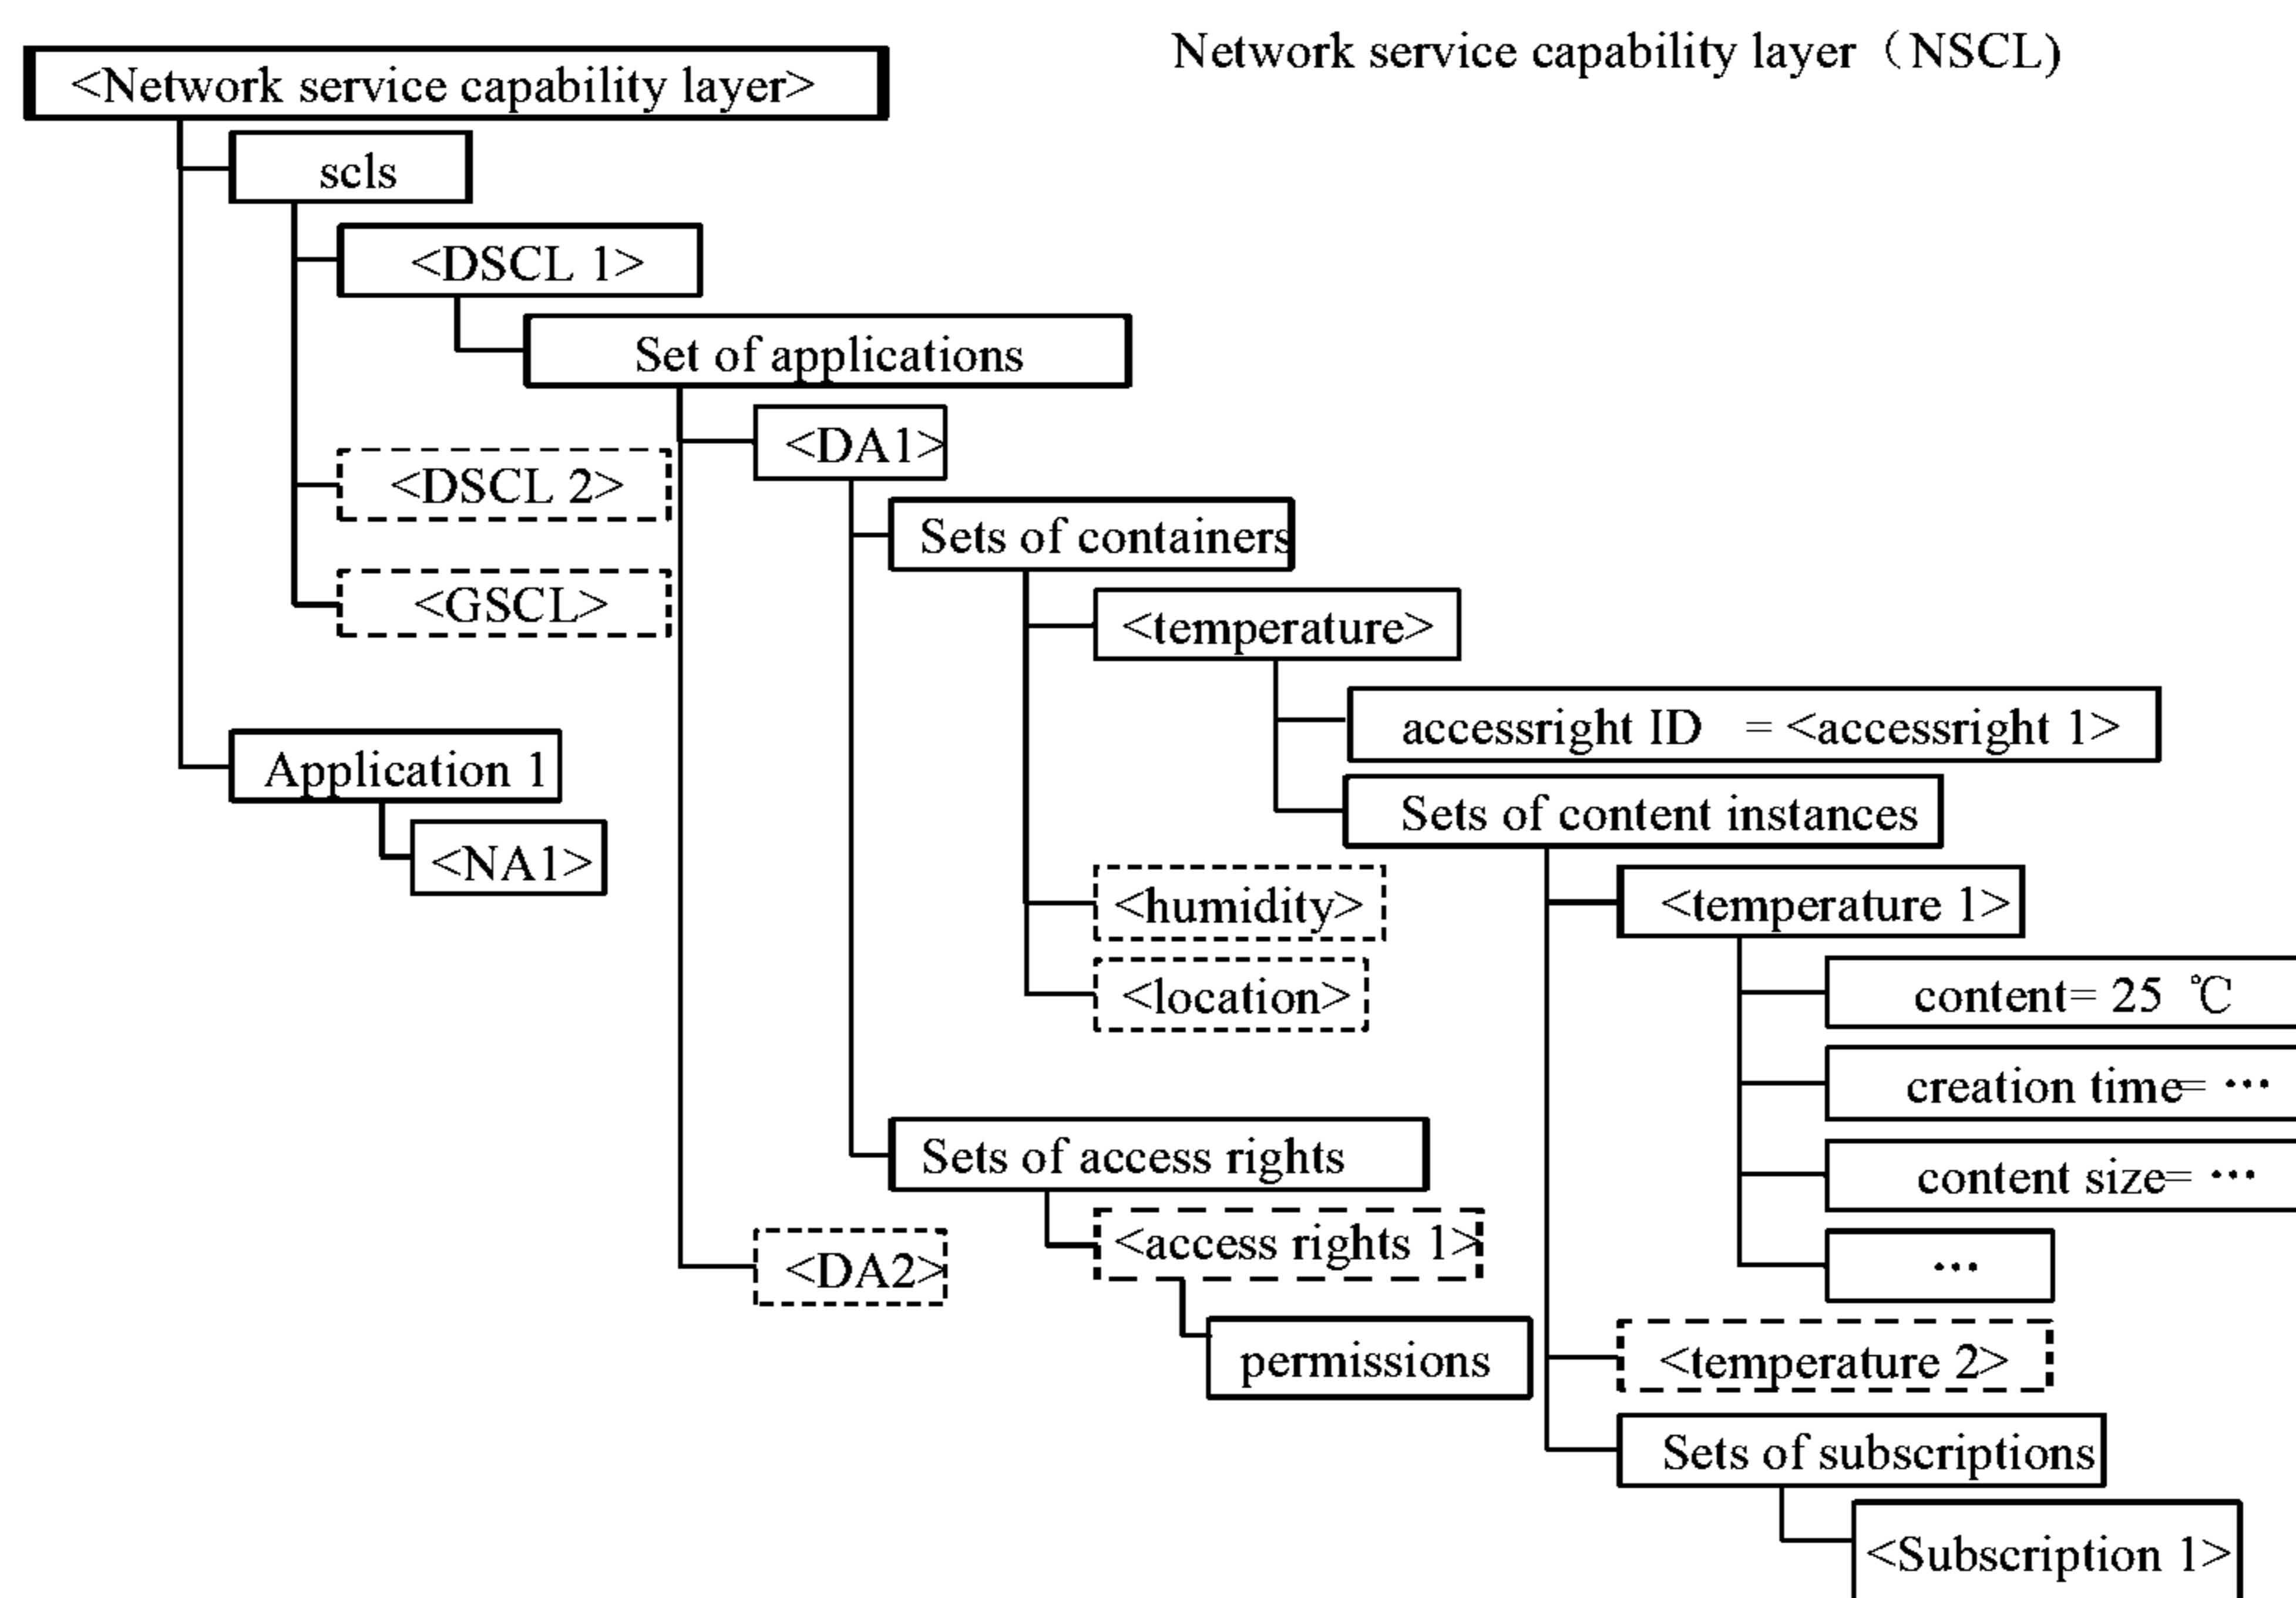 Network service capability layer（NSCL)
<Network service capability layer>
scls
<DSCL 1>
Set of applications
<DA1>
<DSCL 2>
Sets of containers
<GSCL>
<temperature>
accessright ID = <accessright 1>
Application 1
Sets of content instances
<NA1>
<humidity>
<temperature 1>
<location>
content= 25 ℃
creation time= ···
Sets of access rights
content size= ···
<access rights 1>
<DA2>
···
permissions
<temperature 2>
Sets of subscriptions
<Subscription 1>